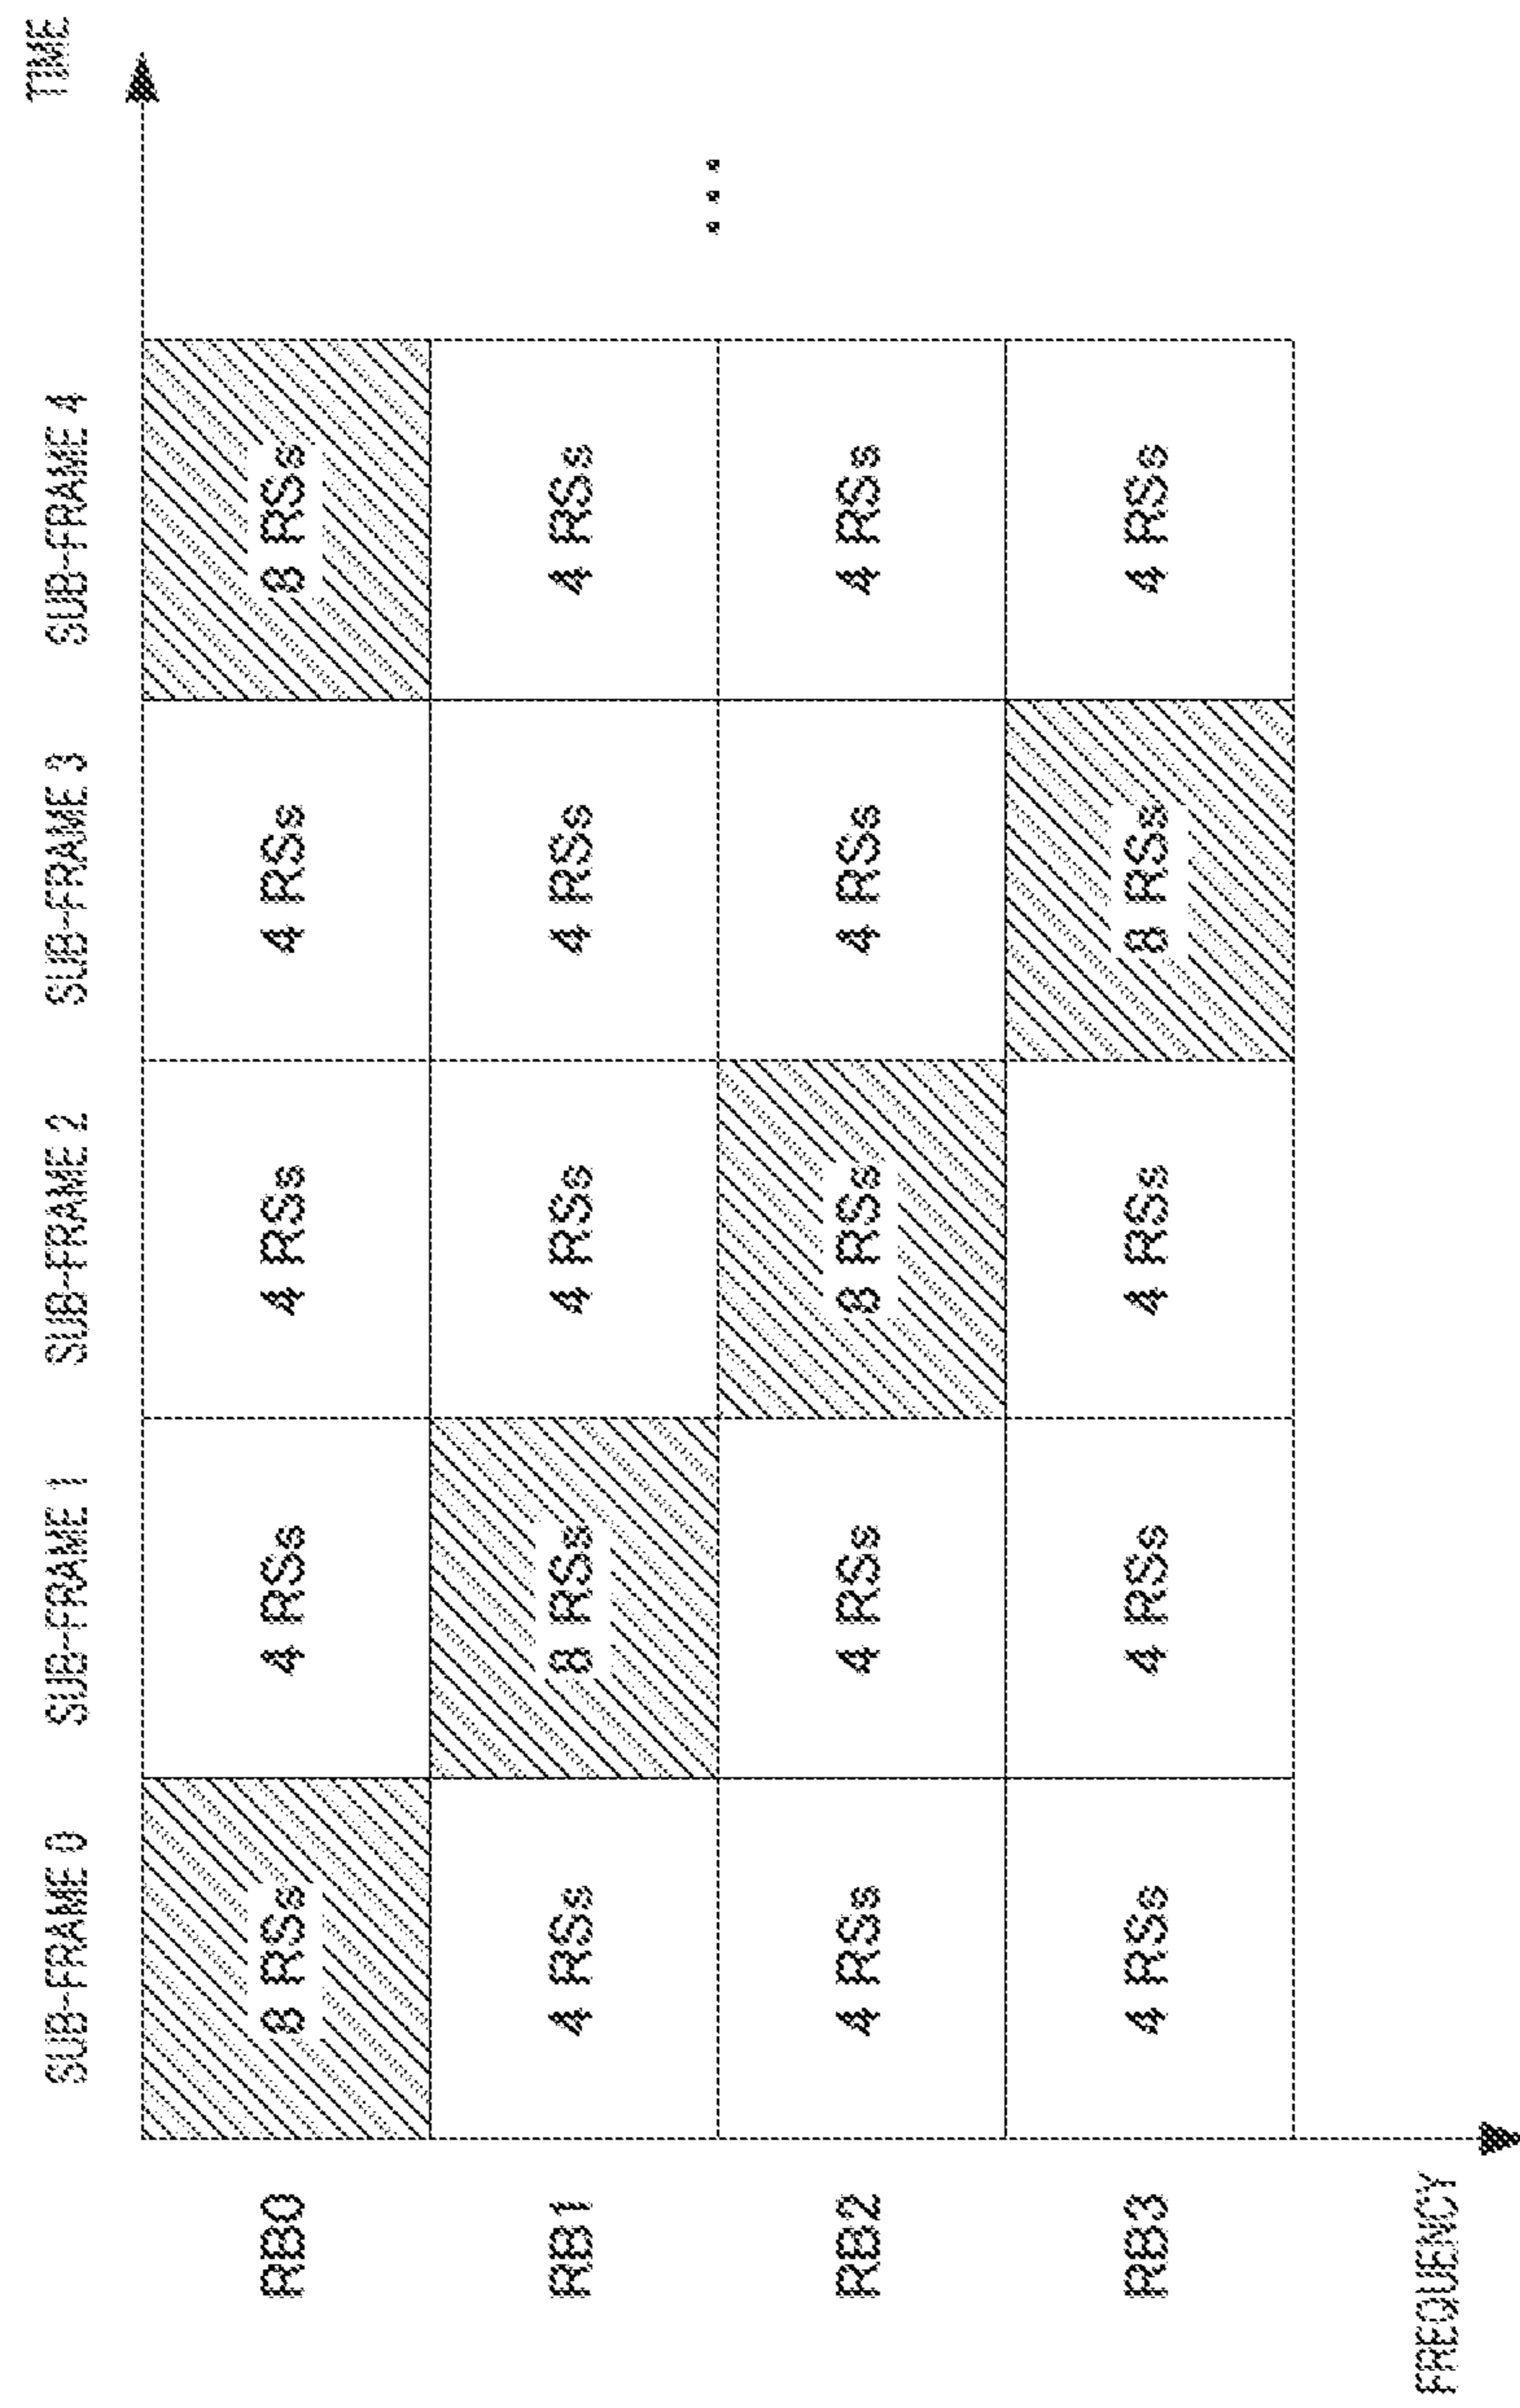 SUB-FRAME 0 SUB-FRAME 1 SUB-FRAME 2 SUB-FRAME 3 SUB-FRAME 4 TIME
RB0 8 RSs 4 RSs 4 RSs 4 RSs 8 RSs
RB1 4 RSs 8 RSs 4 RSs 4 RSs 4 RSs
...
RB2 4 RSs 4 RSs 8 RSs 4 RSs 4 RSs
RB3 4 RSs 4 RSs 4 RSs 8 RSs 4 RSs
FREQUENCY